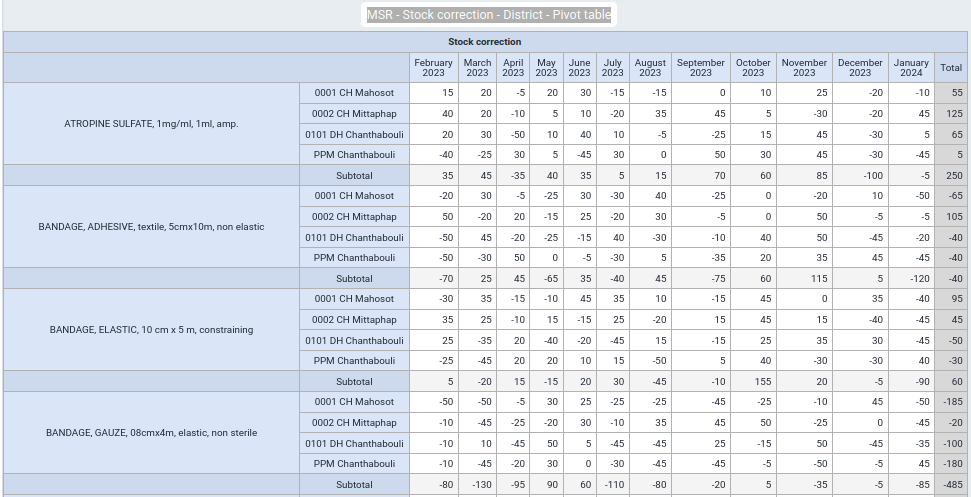 MSR - Stock correction - District - Pivot table
Stock correction
February 2023 March 2023 April 2023 May 2023 June 2023 July 2023 August 2023 September 2023 October 2023 November 2023 December 2023 January 2024 Total
ATROPINE SULFATE, 1mg/ml, 1ml, amp.
0001 CH Mahosot 15 20 -5 20 30 -15 -15 0 10 25 -20 -10 55
0002 CH Mittaphap 40 20 -10 5 10 -20 35 45 5 -30 -20 45 125
0101 DH Chanthabouli 20 30 -50 10 40 10 -5 -25 15 45 -30 5 65
PPM Chanthabouli -40 -25 30 5 -45 30 0 50 30 45 -30 -45 5
Subtotal 35 45 -35 40 35 5 15 70 60 85 -100 -5 250
BANDAGE, ADHESIVE, textile, 5cmx10m, non elastic
0001 CH Mahosot -20 30 -5 -25 30 -30 40 -25 0 -20 10 -50 -65
0002 CH Mittaphap 50 -20 20 -15 25 -20 30 -5 0 50 -5 -5 105
0101 DH Chanthabouli -50 45 -20 -25 -15 40 -30 -10 40 50 -45 -20 -40
PPM Chanthabouli -50 -30 50 0 -5 -30 5 -35 20 35 45 -45 -40
Subtotal -70 25 45 -65 35 -40 45 -75 60 115 5 -120 -40
BANDAGE, ELASTIC, 10 cm x 5 m, constraining
0001 CH Mahosot -30 35 -15 -10 45 35 10 -15 45 0 35 -40 95
0002 CH Mittaphap 35 25 -10 15 -15 25 -20 15 45 15 -40 -45 45
0101 DH Chanthabouli 25 -35 20 -40 -20 -45 15 -15 25 35 30 -45 -50
PPM Chanthabouli -25 -45 20 20 10 15 -50 5 40 -30 -30 40 -30
Subtotal 5 -20 15 -15 20 30 -45 -10 155 20 -5 -90 60
BANDAGE, GAUZE, 08cmx4m, elastic, non sterile
0001 CH Mahosot -50 -50 -5 30 25 -25 -25 -45 -25 -10 45 -50 -185
0002 CH Mittaphap -10 -45 -25 -20 30 -10 35 45 50 -25 0 -45 -20
0101 DH Chanthabouli -10 10 -45 50 5 -45 -45 25 -15 50 -45 -35 -100
PPM Chanthabouli -10 -45 -20 30 0 -30 -45 -45 -5 -50 -5 45 -180
Subtotal -80 -130 -95 90 60 -110 -80 -20 5 -35 -5 -85 -485